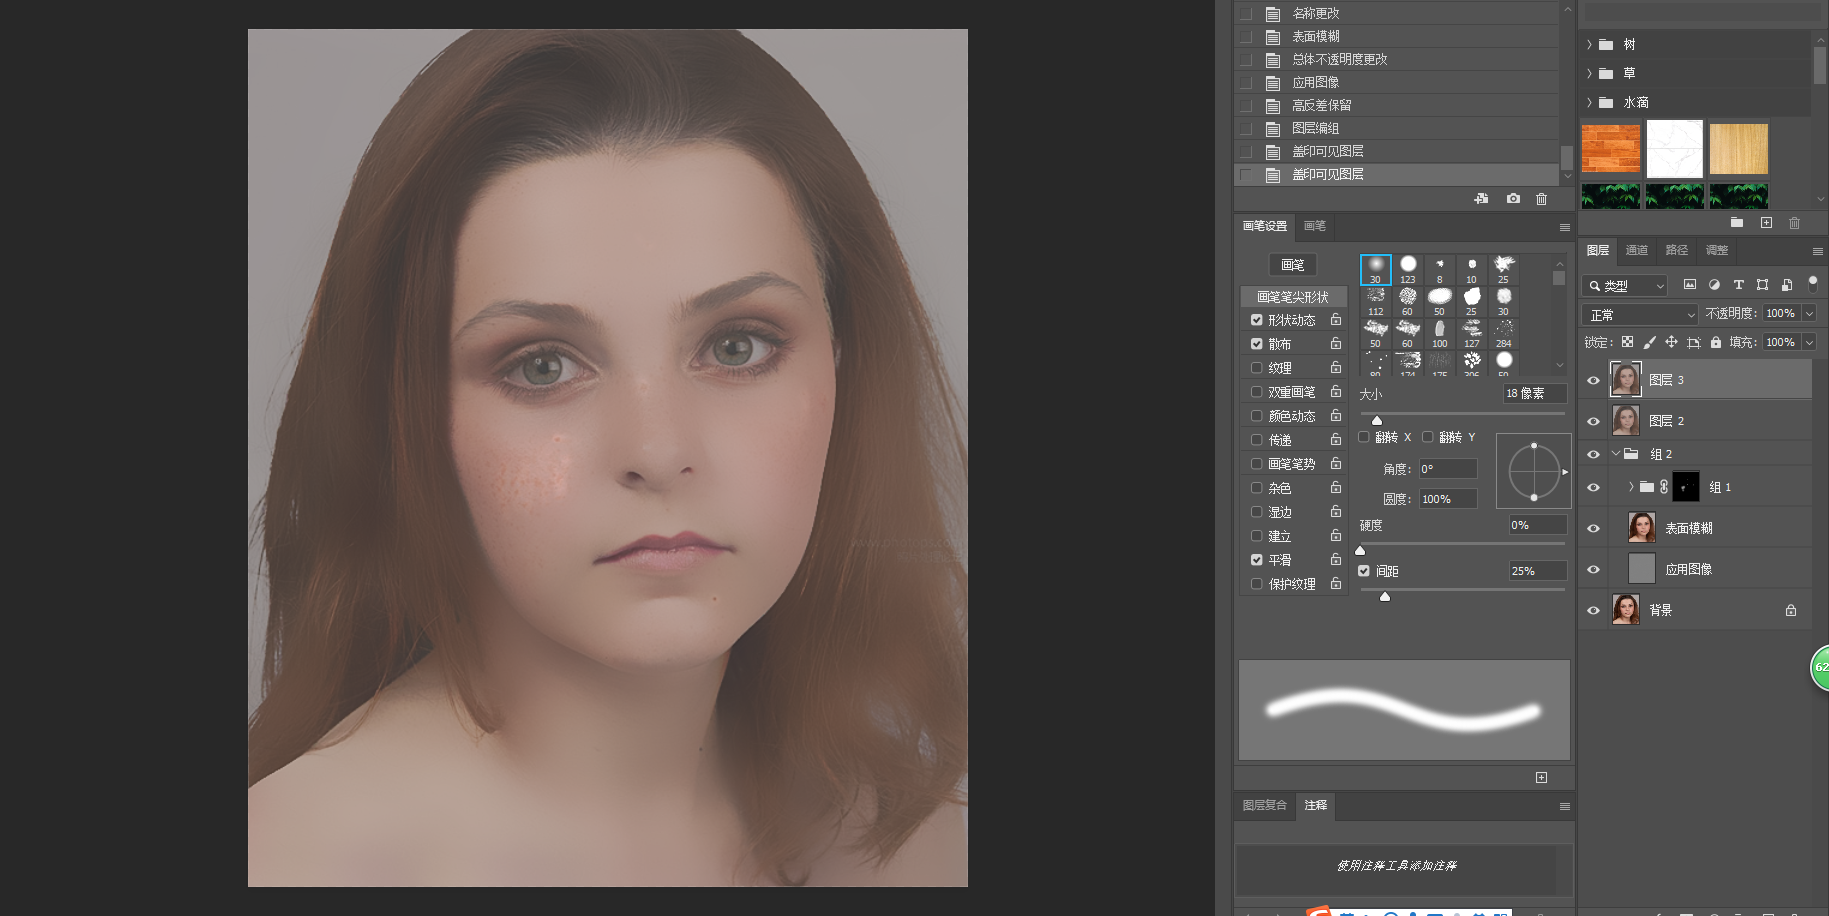 名称更改
表面模糊
总体不透明度更改
应用图像
高反差保留
图层编组
盖印可见图层
盖印可见图层
画笔设置 画笔
画笔
30 123 8 10 25
画笔笔尖形状
112 60 50 25 30
形状动态
50 60 100 127 284
散布
80 174 175 306 50
纹理
大小 18 像素
双重画笔
颜色动态
翻转 X 翻转 Y
传递
画笔笔势
角度: 0°
杂色
圆度: 100%
湿边
硬度 0%
建立
平滑
间距 25%
保护纹理
图层复合 注释
使用注释工具添加注释
树
草
水滴
图层 通道 路径 调整
类型
正常 不透明度: 100%
锁定: 填充: 100%
图层 3
图层 2
组 2
组 1
表面模糊
应用图像
背景
62